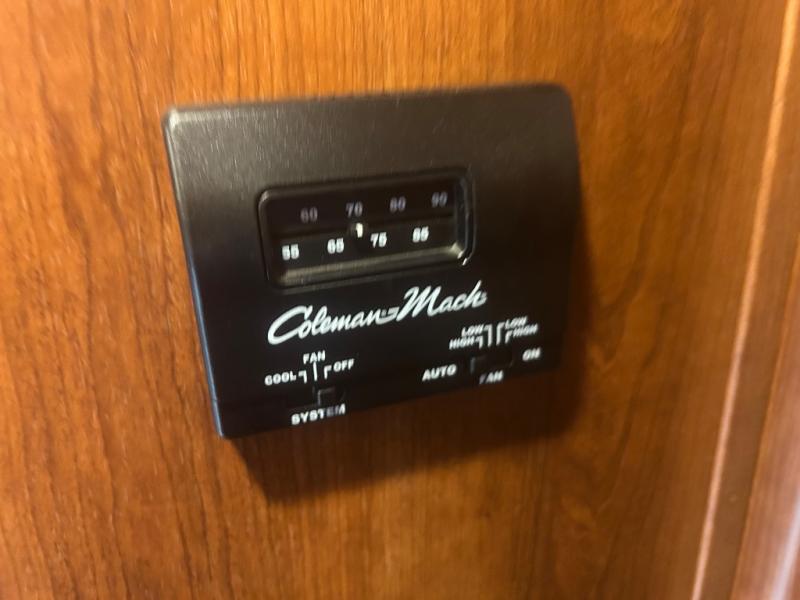 60 70 80 90
55 65 75 85
Coleman-Mach
FAN
COOL OFF
SYSTEM
LOW LOW
HIGH HIGH
AUTO ON
FAN